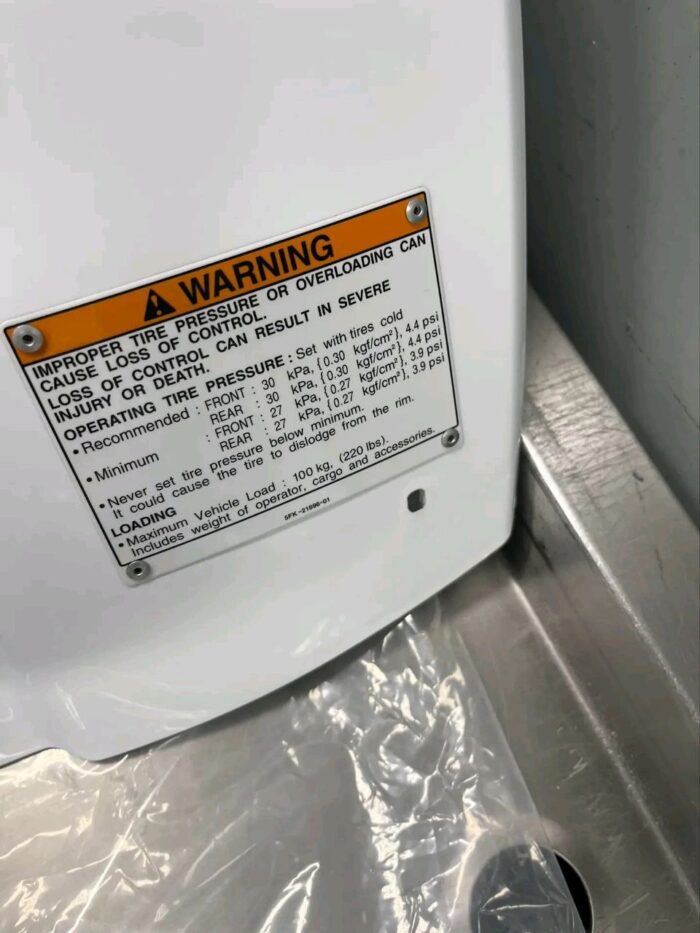 WARNING
IMPROPER TIRE PRESSURE OR OVERLOADING CAN
CAUSE LOSS OF CONTROL.
LOSS OF CONTROL CAN RESULT IN SEVERE
INJURY OR DEATH.
OPERATING TIRE PRESSURE : Set with tires cold
• Recommended : FRONT : 30 kPa, {0.30 kgf/cm²}, 4.4 psi
REAR : 30 kPa, {0.30 kgf/cm²}, 4.4 psi
• Minimum : FRONT : 27 kPa, {0.27 kgf/cm²}, 3.9 psi
REAR : 27 kPa, {0.27 kgf/cm²}, 3.9 psi
• Never set tire pressure below minimum.
It could cause the tire to dislodge from the rim.
LOADING
• Maximum Vehicle Load : 100 kg, (220 lbs).
Includes weight of operator, cargo and accessories.
5FK-21696-01